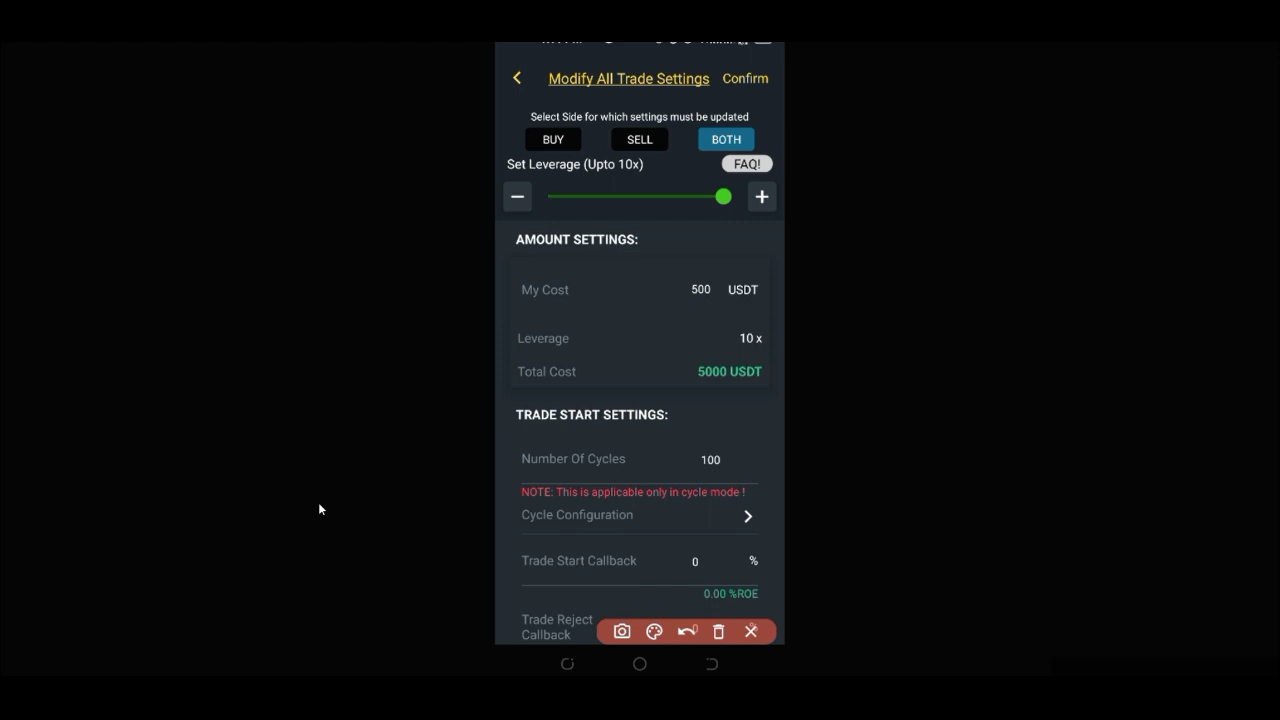 Modify All Trade Settings Confirm
Select Side for which settings must be updated
BUY SELL BOTH
Set Leverage (Upto 10x) FAQ!
AMOUNT SETTINGS:
My Cost 500 USDT
Leverage 10 x
Total Cost 5000 USDT
TRADE START SETTINGS:
Number Of Cycles 100
NOTE: This is applicable only in cycle mode !
Cycle Configuration
Trade Start Callback 0 %
0.00 %ROE
Trade Reject
Callback